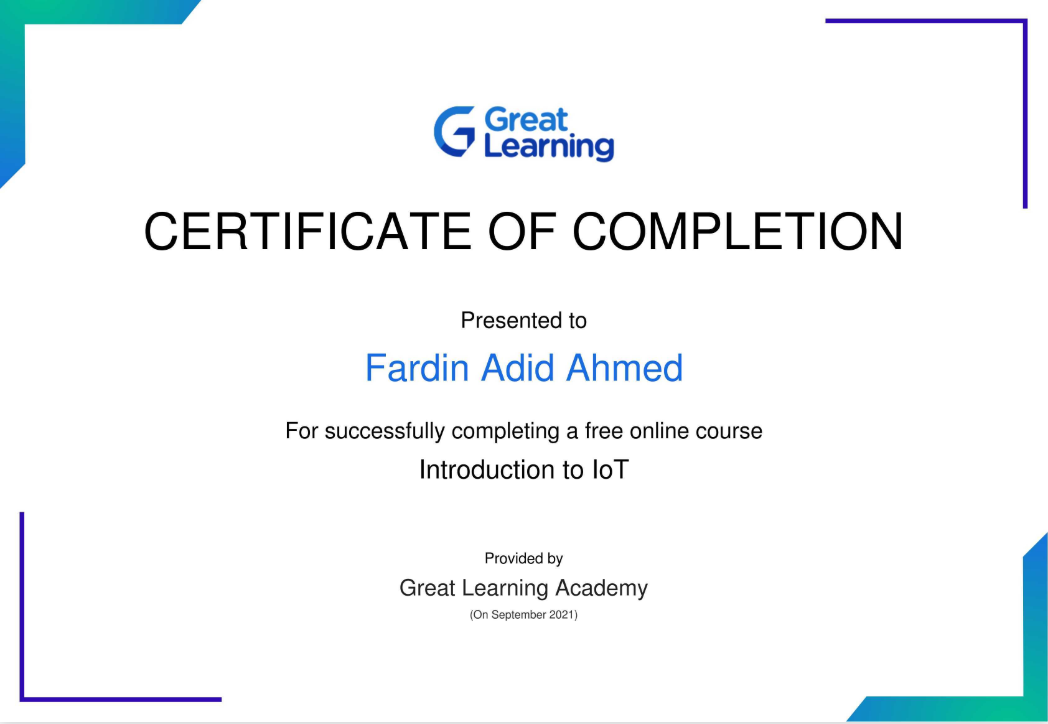 Great
Learning
CERTIFICATE OF COMPLETION
Presented to
Fardin Adid Ahmed
For successfully completing a free online course
Introduction to IoT
Provided by
Great Learning Academy
(On September 2021)